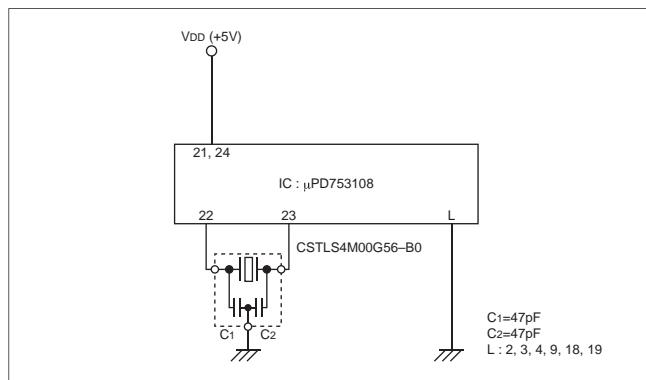 VDD (+5V)
21, 24
IC : μPD753108
22 23 L
CSTLS4M00G56–B0
C1 C2
C1=47pF
C2=47pF
L : 2, 3, 4, 9, 18, 19